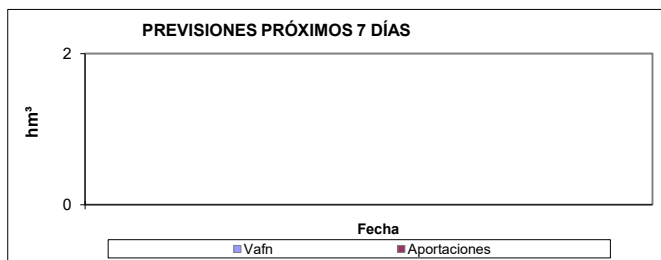 PREVISIONES PRÓXIMOS 7 DÍAS
2
hm³
0
Fecha
Vafn Aportaciones